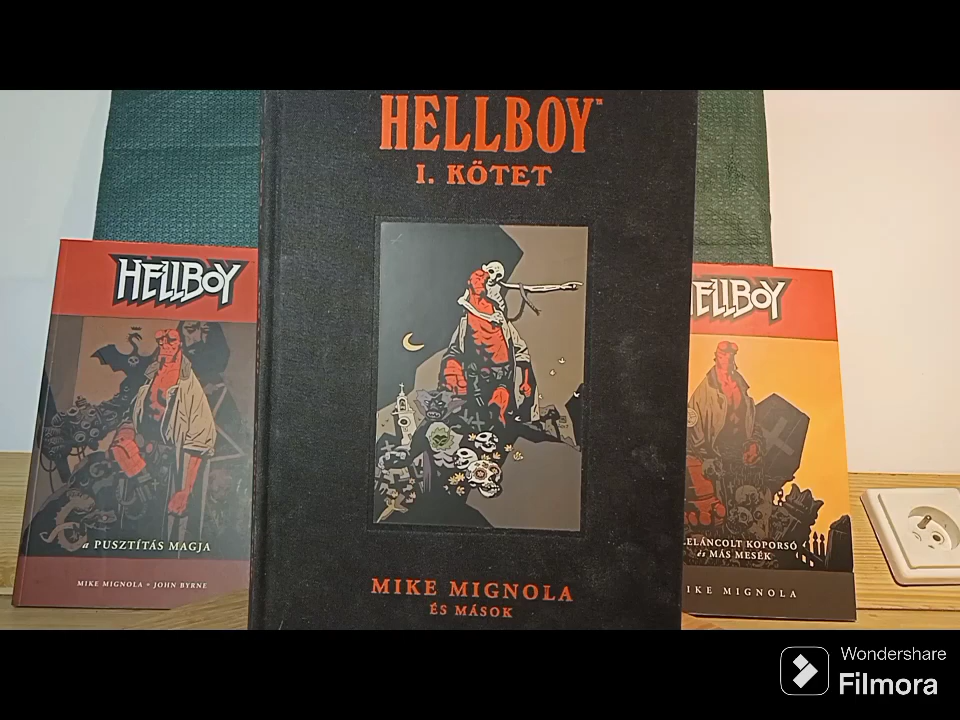 HELLBOY™
I. KÖTET
MIKE MIGNOLA
ÉS MÁSOK
HELLBOY
a PUSZTÍTÁS MAGJA
MIKE MIGNOLA • JOHN BYRNE
ELLBOY
ELÁNCOLT KOPORSÓ
és MÁS MESÉK
IKE MIGNOLA
Wondershare
Filmora